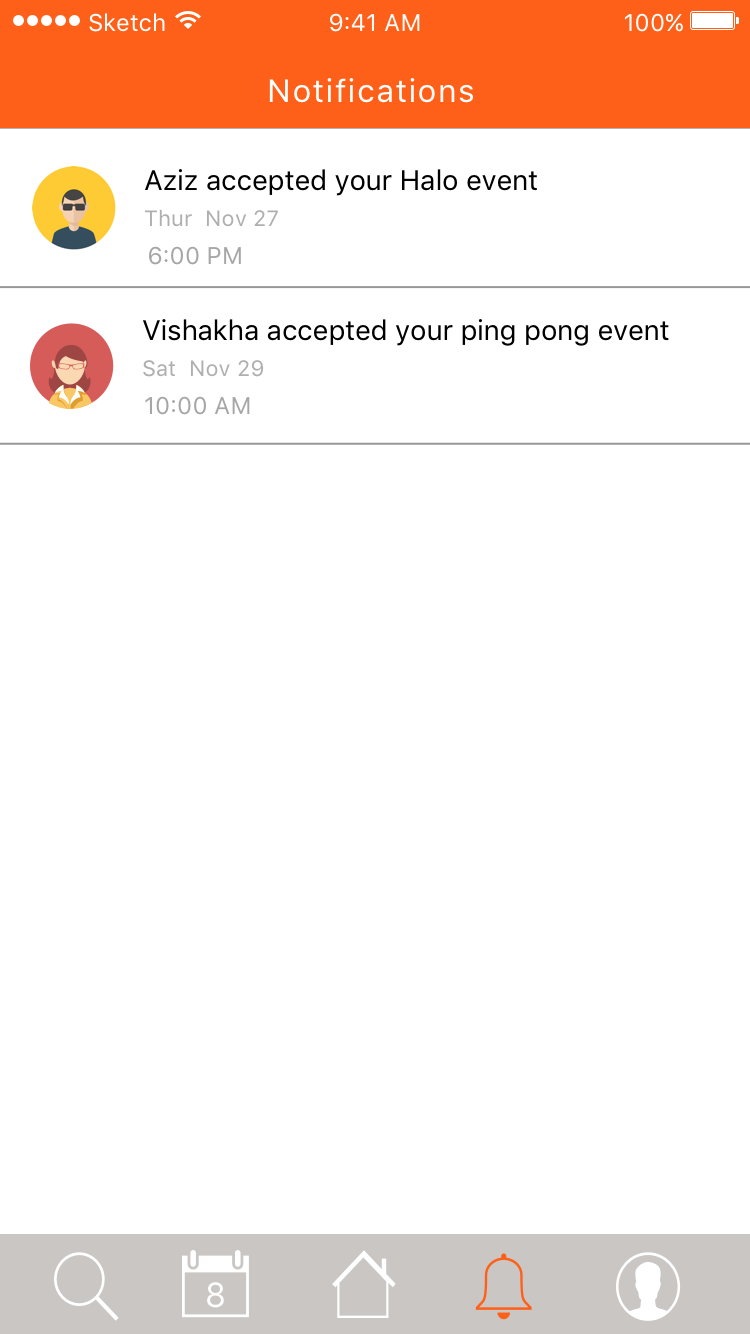 Sketch 9:41 AM 100%
Notifications
Aziz accepted your Halo event
Thur Nov 27
6:00 PM
Vishakha accepted your ping pong event
Sat Nov 29
10:00 AM
8